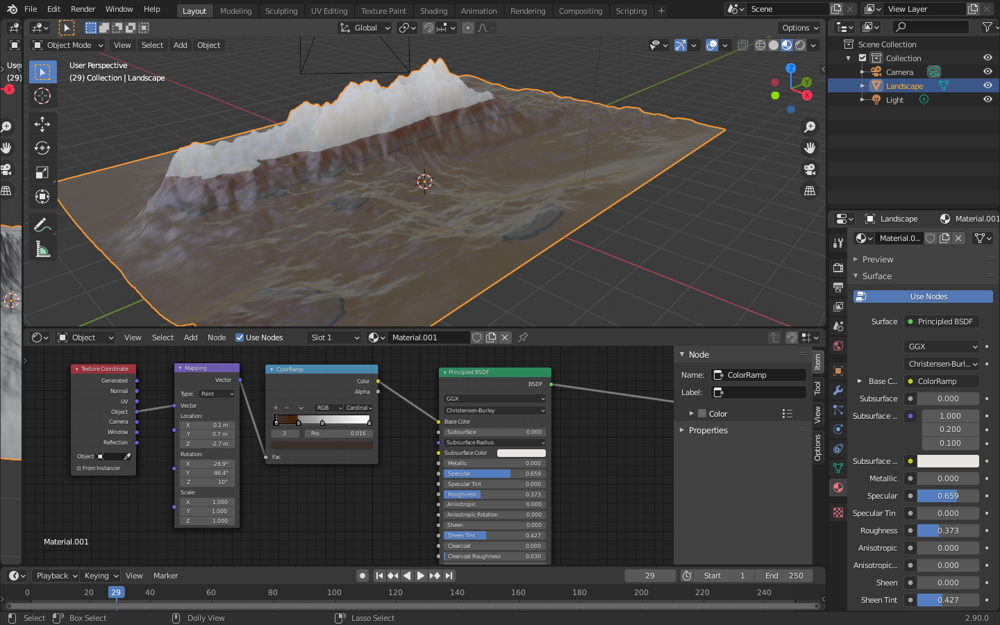 File Edit Render Window Help Layout Modeling Sculpting UV Editing Texture Paint Shading Animation Rendering Compositing Scripting + Scene View Layer
Global Options
Object Mode View Select Add Object
User Perspective
(29) Collection | Landscape
(29)
Z
Y
X
X
Scene Collection
Collection
Camera
Landscape
Light
Landscape Material.001
Material.0...
Preview
Surface
Use Nodes
Surface Principled BSDF
GGX
Christensen-Burl...
Base C... ColorRamp
Subsurface 0.000
Subsurface ... 1.000
0.200
0.100
Subsurface ...
Metallic 0.000
Specular 0.659
Specular Tin 0.000
Roughness 0.373
Anisotropic 0.000
Anisotropic... 0.000
Sheen 0.000
Sheen Tint 0.427
Object View Select Add Node Use Nodes Slot 1 Material.001
Texture Coordinate
Generated
Normal
UV
Object
Camera
Window
Reflection
Object
From Instancer
Mapping
Vector
Type: Point
Vector
Location:
X 0.1 m
Y 0.7 m
Z -2.7 m
Rotation:
X -28.9°
Y 46.4°
Z 10°
Scale:
X 1.000
Y 1.000
Z 1.000
ColorRamp
Color
Alpha
+ − RGB Cardinal
3 Pos 0.016
Fac
Principled BSDF
BSDF
GGX
Christensen-Burley
Base Color
Subsurface 0.000
Subsurface Radius
Subsurface Color
Metallic 0.000
Specular 0.659
Specular Tint 0.000
Roughness 0.373
Anisotropic 0.000
Anisotropic Rotation 0.000
Sheen 0.000
Sheen Tint 0.427
Clearcoat 0.000
Clearcoat Roughness 0.030
Node
Name: ColorRamp
Label:
Color
Properties
Item
Tool
View
Options
Material.001
Playback Keying View Marker 29 Start 1 End 250
0 20 29 40 60 80 100 120 140 160 180 200 220 240
Select Box Select Dolly View Lasso Select 2.90.0